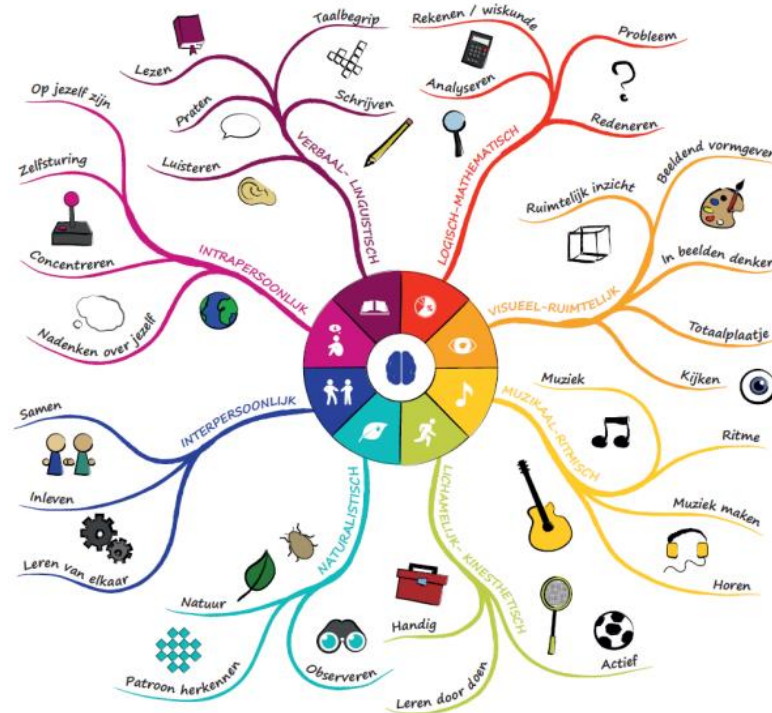 Taalbegrip
Lezen
Praten
Schrijven
Luisteren
VERBAAL- LINGUISTISCH
Rekenen / wiskunde
Probleem
Analyseren
Redeneren
LOGISCH-MATHEMATISCH
Beeldend vormgeven
Ruimtelijk inzicht
In beelden denken
Totaalplaatje
Kijken
VISUEEL-RUIMTELIJK
Muziek
Ritme
Muziek maken
Horen
MUZIKAAL-RITMISCH
Handig
Leren door doen
Actief
LICHAMELIJK- KINESTHETISCH
Natuur
Patroon herkennen
Observeren
NATURALISTISCH
Samen
Inleven
Leren van elkaar
INTERPERSOONLIJK
Op jezelf zijn
Zelfsturing
Concentreren
Nadenken over jezelf
INTRAPERSOONLIJK